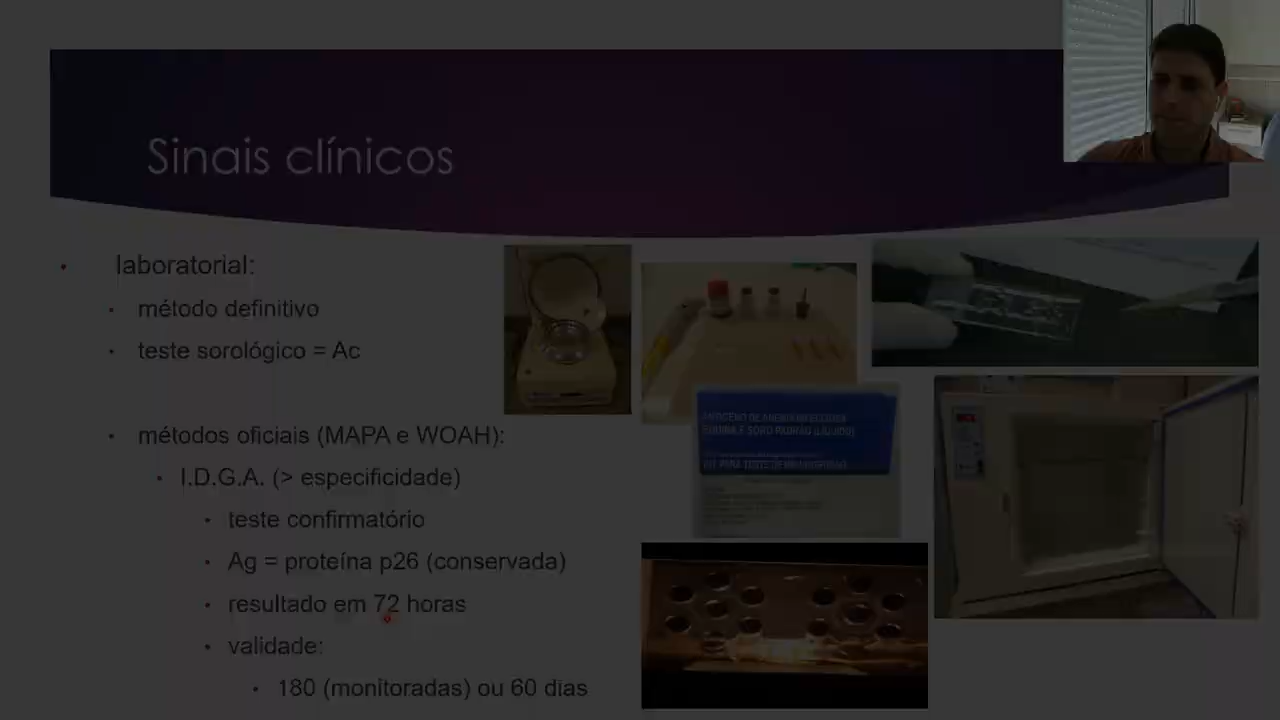 Sinais clínicos
laboratorial:
método definitivo
teste sorológico = Ac
métodos oficiais (MAPA e WOAH):
I.D.G.A. (> especificidade)
teste confirmatório
Ag = proteína p26 (conservada)
resultado em 72 horas
validade:
180 (monitoradas) ou 60 dias